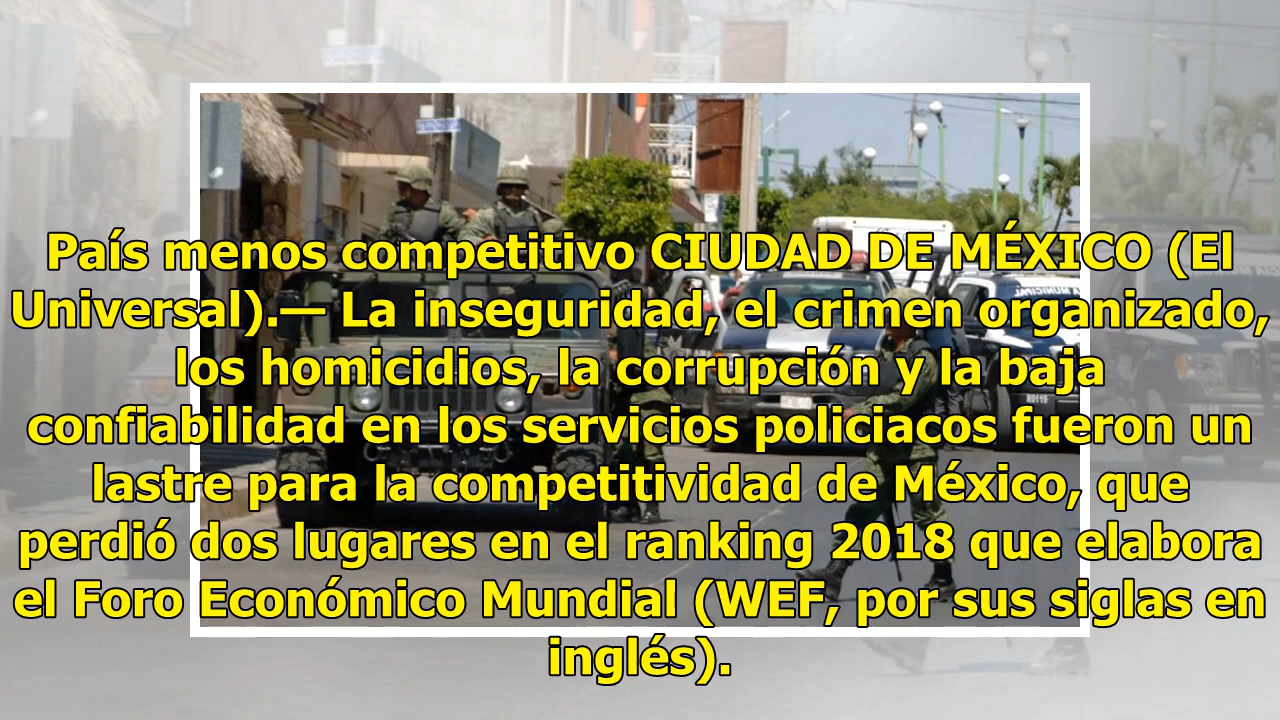 País menos competitivo CIUDAD DE MÉXICO (El
Universal).— La inseguridad, el crimen organizado,
los homicidios, la corrupción y la baja
confiabilidad en los servicios policiacos fueron un
lastre para la competitividad de México, que
perdió dos lugares en el ranking 2018 que elabora
el Foro Económico Mundial (WEF, por sus siglas en
inglés).
R0119